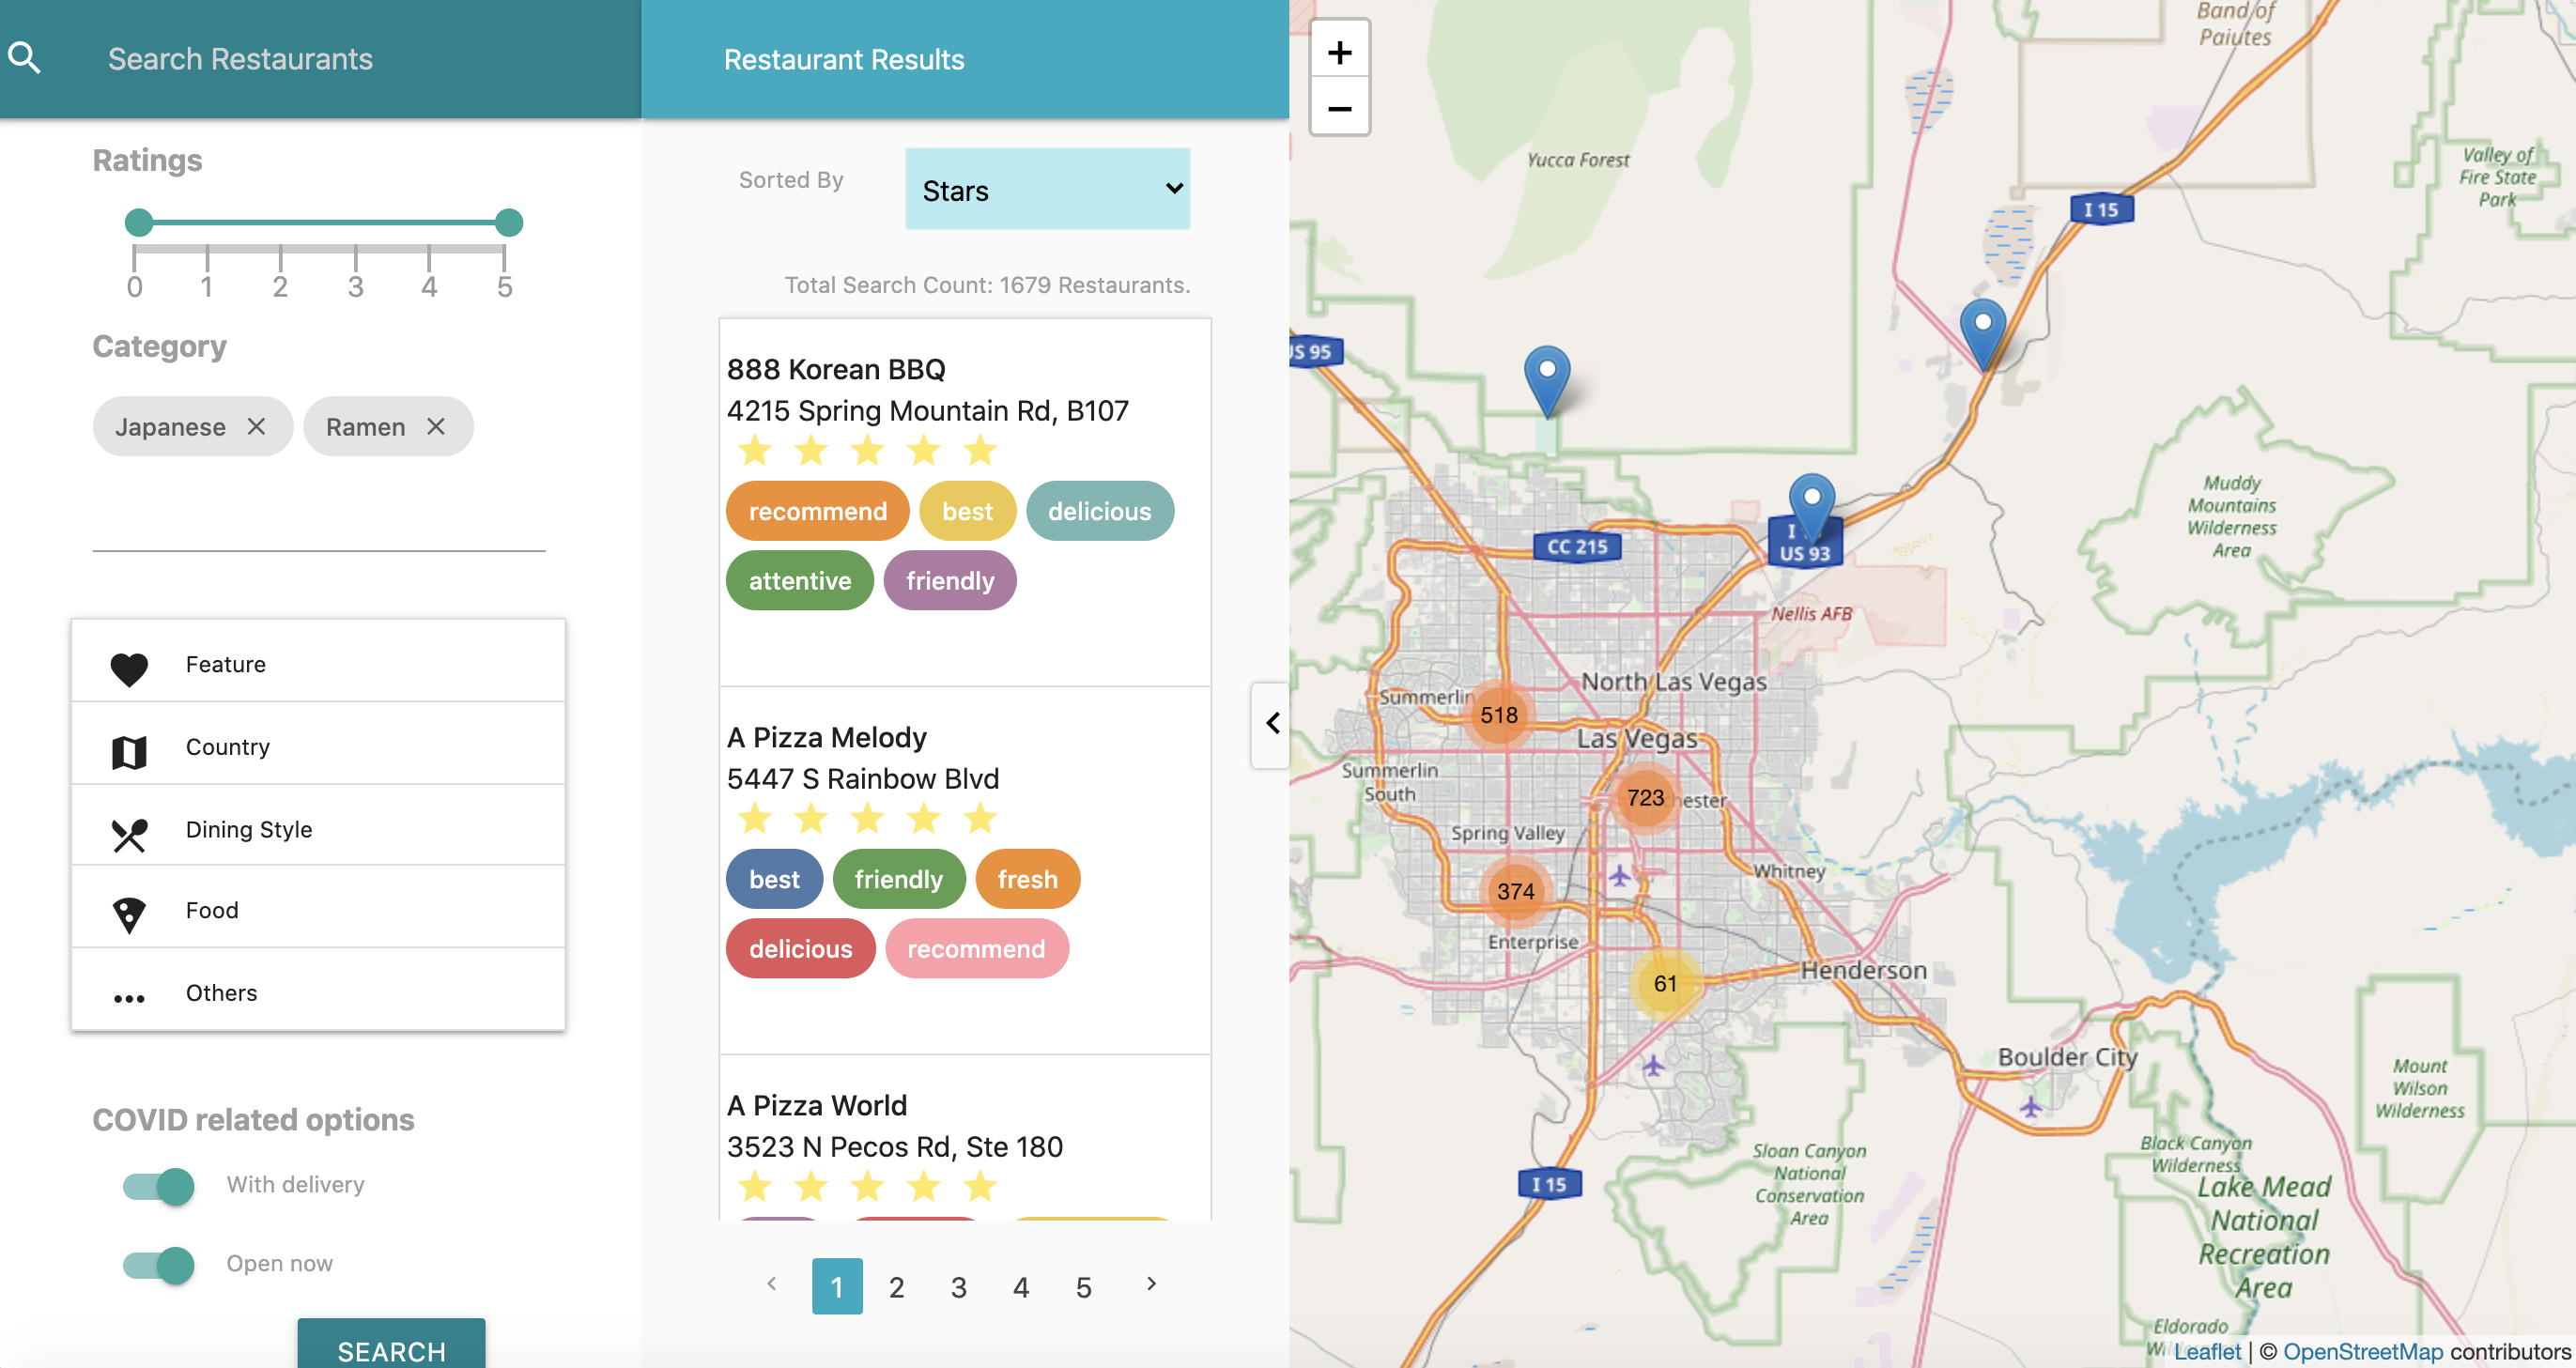 Search Restaurants
Ratings
0 1 2 3 4 5
Category
Japanese ×
Ramen ×
Feature
Country
Dining Style
Food
Others
COVID related options
With delivery
Open now
SEARCH
Restaurant Results
Sorted By
Stars
Total Search Count: 1679 Restaurants.
888 Korean BBQ
4215 Spring Mountain Rd, B107
recommend best delicious
attentive friendly
A Pizza Melody
5447 S Rainbow Blvd
best friendly fresh
delicious recommend
A Pizza World
3523 N Pecos Rd, Ste 180
‹ 1 2 3 4 5 ›
+
−
Band of
Paiutes
Yucca Forest
Valley of
Fire State
Park
I 15
US 95
Muddy
Mountains
Wilderness
Area
CC 215
I
US 93
Nellis AFB
North Las Vegas
Summerlin
518
Las Vegas
Summerlin
South
723
hester
Spring Valley
Whitney
374
Enterprise
Henderson
61
Boulder City
Mount
Wilson
Wilderness
Sloan Canyon
National
Conservation
Area
Black Canyon
Wilderness
I 15
Lake Mead
National
Recreation
Area
Eldorado
Leaflet | © OpenStreetMap contributors